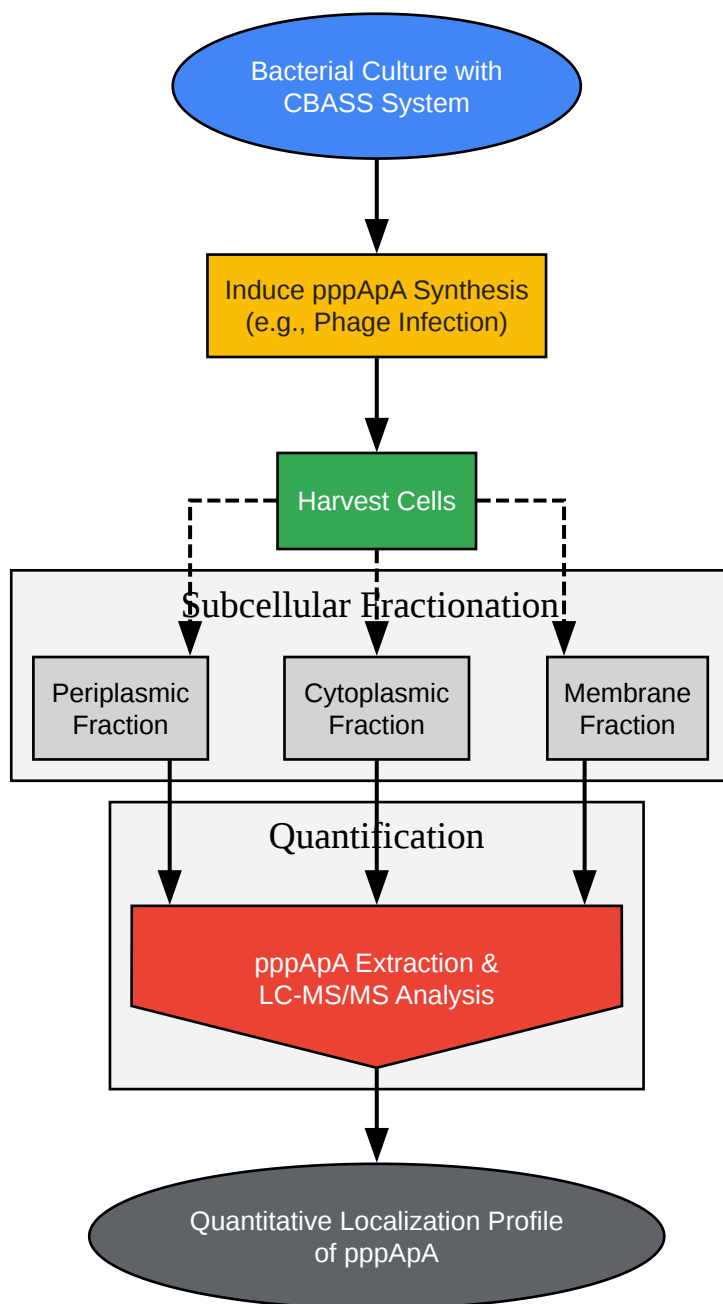 Bacterial Culture with
CBASS System
Induce pppApA Synthesis
(e.g., Phage Infection)
Harvest Cells
Subcellular Fractionation
Periplasmic
Fraction
Cytoplasmic
Fraction
Membrane
Fraction
Quantification
pppApA Extraction &
LC-MS/MS Analysis
Quantitative Localization Profile
of pppApA